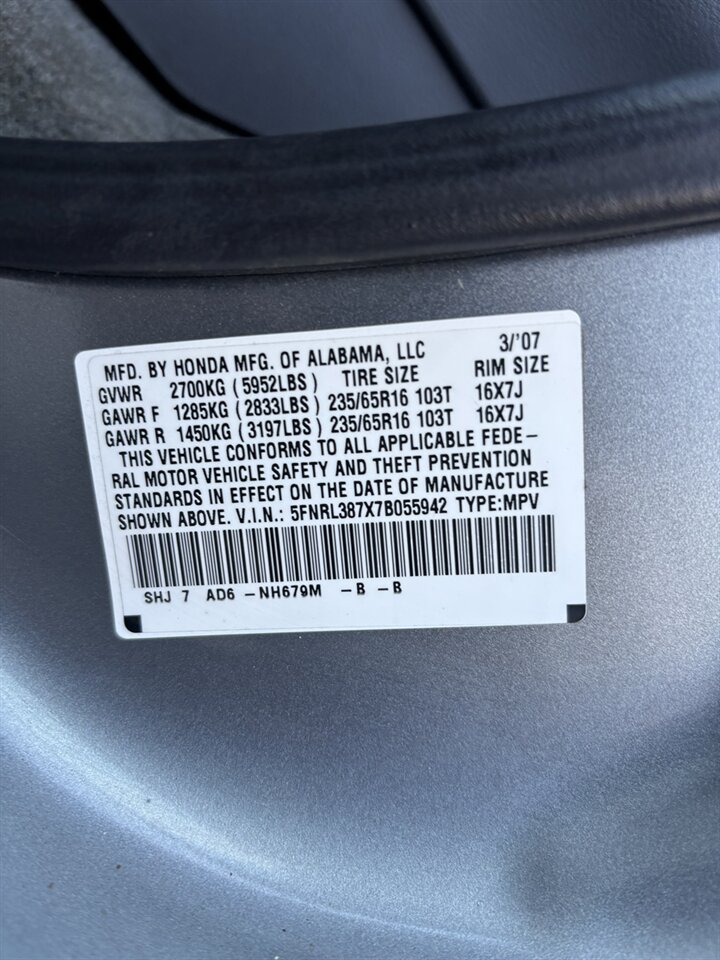 MFD. BY HONDA MFG. OF ALABAMA, LLC 3/'07
GVWR 2700KG (5952LBS) TIRE SIZE RIM SIZE
GAWR F 1285KG (2833LBS) 235/65R16 103T 16X7J
GAWR R 1450KG (3197LBS) 235/65R16 103T 16X7J
THIS VEHICLE CONFORMS TO ALL APPLICABLE FEDE-
RAL MOTOR VEHICLE SAFETY AND THEFT PREVENTION
STANDARDS IN EFFECT ON THE DATE OF MANUFACTURE
SHOWN ABOVE. V.I.N.: 5FNRL387X7B055942 TYPE:MPV
SHJ 7 AD6 -NH679M -B -B